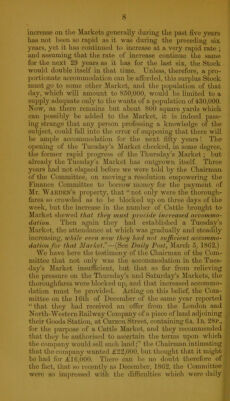 8
increase on the Markets generally during the past five years
has not been so rapid as it was during the preceding six
years, yet it has continued to increase at a very rapid rate ;
and assuming that the rate of increase continue the same
for the next 29 years as it has for the last six, the Stock
would double itself in that time. Unless, therefore, a pro-
portionate accommodation can be afforded, this surplus Stock
must go to some other Market, and the population of that
day, which will amount to 850,000, would be limited to a
supply adequate only to the wants of a population of 430,000.
Now, as there remains but about 800 square yards which
can possibly be added to the Market, it is indeed pass-
ing strange that any person professing a knowledge of the
subject, could fall into the error of supposing that there will
be ample accommodation for the next fifty years ! The
opening of the Tuesday's Market checked, in some degree,
the former rapid progress of the Thursday's Market ; but
already the Tuesday's Market has outgrown itself. Three
years had not elapsed before we were told by the Chairman
of the Committee, on moving a resolution empowering the
Finance Committee to borrow money for the payment of
Mr. WARDEN'S property, that " not only were the thorough-
fares so crowded as to be blocked up on three days of the
week, but the increase in the number of Cattle brought to
Market showed that they must provide increased accommo-
dation. Then again they had established a Tuesday's
Market, the attendance at which was gradually and steadily
increasing, while even now they had not sufficient accommo-
dation for that Market."—(See Daily Post, March 5, 1862.)
We have here the testimony of the Chairman of the Com-
mittee that not only was the accommodation in the Tues-
day's Market insufficient, but that so far from relieving
the pressure on the Thursday's and Saturday's Markets, the
thoroughfares were blocked up, and that increased accommo-
dation must be provided. Acting on this belief, the Com-
mittee on the 16th of December of the same year reported
" that they had received an offer from the London and
North-Western Railway Company of a piece of land adjoining
their Goods Station, at Curzon Street, containing 6A. 1R. 28P.,
for the purpose of a Cattle Market, and they recommended
that they be authorised to ascertain the terms upon which
the company would sell such land ;" the Chairman intimating
that the company wanted £22,000, but thought that it might
be had for £16,000. There can be no doubt therefore of
the fact, that so recently as December, 1862, the Committee
were so impressed with the difficulties which were daily